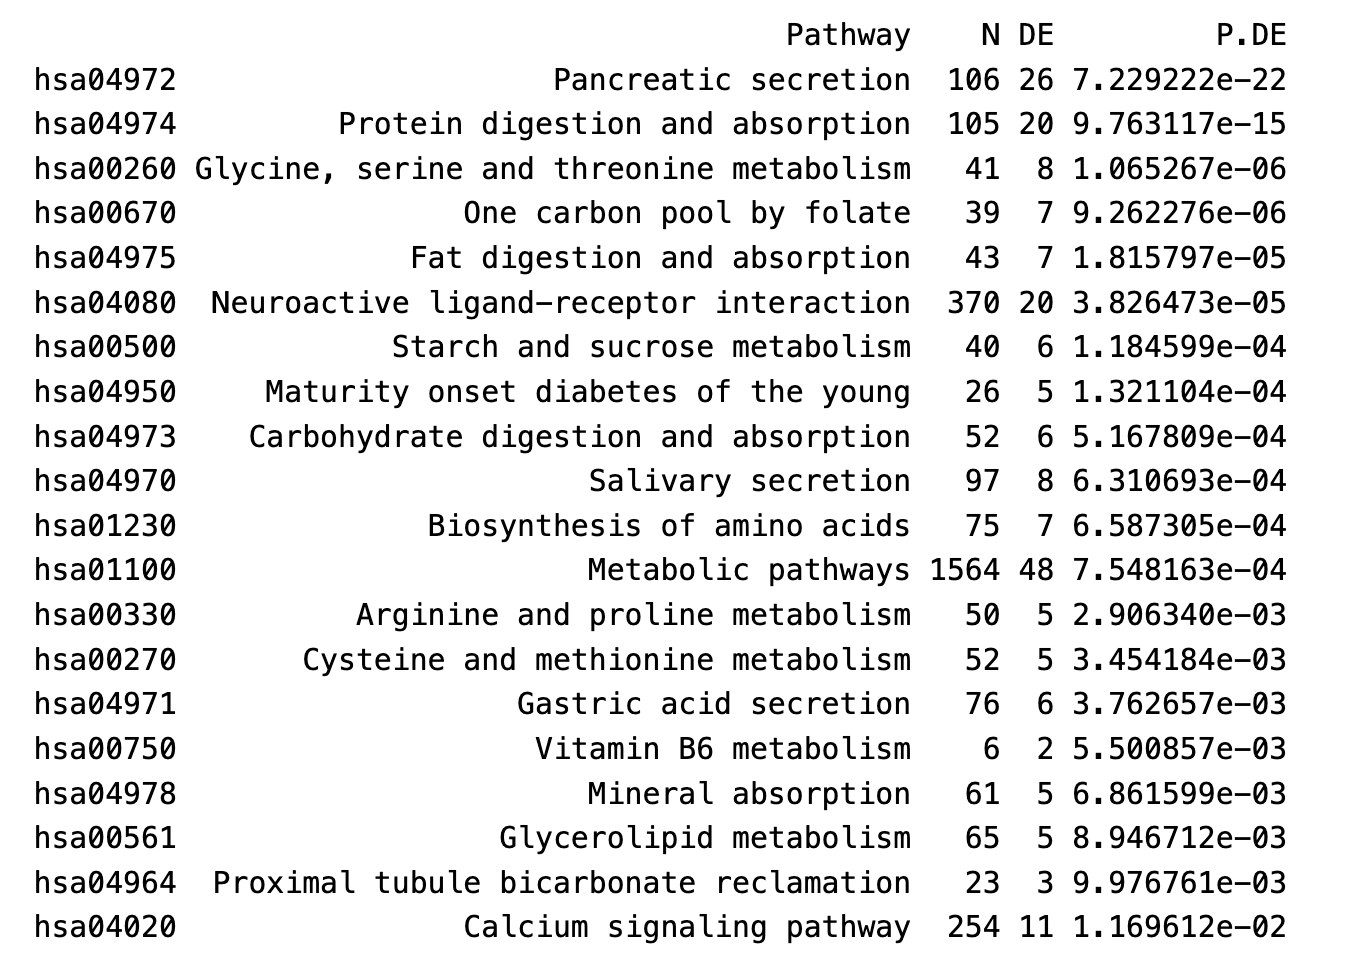 Pathway N DE P.DE
hsa04972 Pancreatic secretion 106 26 7.229222e-22
hsa04974 Protein digestion and absorption 105 20 9.763117e-15
hsa00260 Glycine, serine and threonine metabolism 41 8 1.065267e-06
hsa00670 One carbon pool by folate 39 7 9.262276e-06
hsa04975 Fat digestion and absorption 43 7 1.815797e-05
hsa04080 Neuroactive ligand-receptor interaction 370 20 3.826473e-05
hsa00500 Starch and sucrose metabolism 40 6 1.184599e-04
hsa04950 Maturity onset diabetes of the young 26 5 1.321104e-04
hsa04973 Carbohydrate digestion and absorption 52 6 5.167809e-04
hsa04970 Salivary secretion 97 8 6.310693e-04
hsa01230 Biosynthesis of amino acids 75 7 6.587305e-04
hsa01100 Metabolic pathways 1564 48 7.548163e-04
hsa00330 Arginine and proline metabolism 50 5 2.906340e-03
hsa00270 Cysteine and methionine metabolism 52 5 3.454184e-03
hsa04971 Gastric acid secretion 76 6 3.762657e-03
hsa00750 Vitamin B6 metabolism 6 2 5.500857e-03
hsa04978 Mineral absorption 61 5 6.861599e-03
hsa00561 Glycerolipid metabolism 65 5 8.946712e-03
hsa04964 Proximal tubule bicarbonate reclamation 23 3 9.976761e-03
hsa04020 Calcium signaling pathway 254 11 1.169612e-02